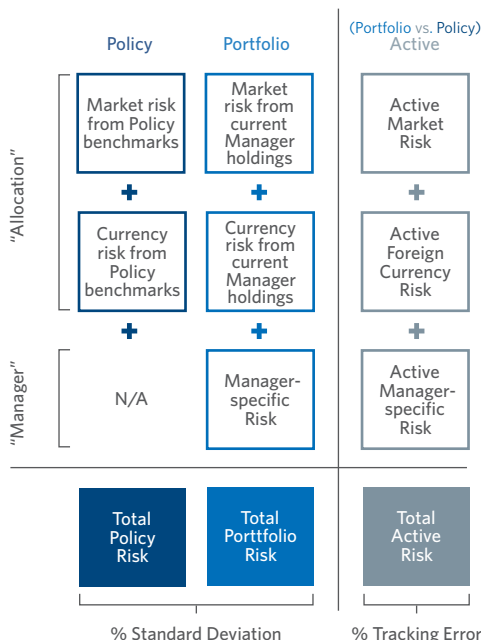 (Portfolio vs. Policy)
Policy
Portfolio
Active
"Allocation"
Market risk
from Policy
benchmarks
Market
risk from
current
Manager
holdings
Active
Market
Risk
+
+
+
Currency
risk from
Policy
benchmarks
Currency
risk from
current
Manager
holdings
Active
Foreign
Currency
Risk
+
+
+
"Manager"
N/A
Manager-
specific
Risk
Active
Manager-
specific
Risk
Total
Policy
Risk
Total
Porttfolio
Risk
Total
Active
Risk
% Standard Deviation
% Tracking Error